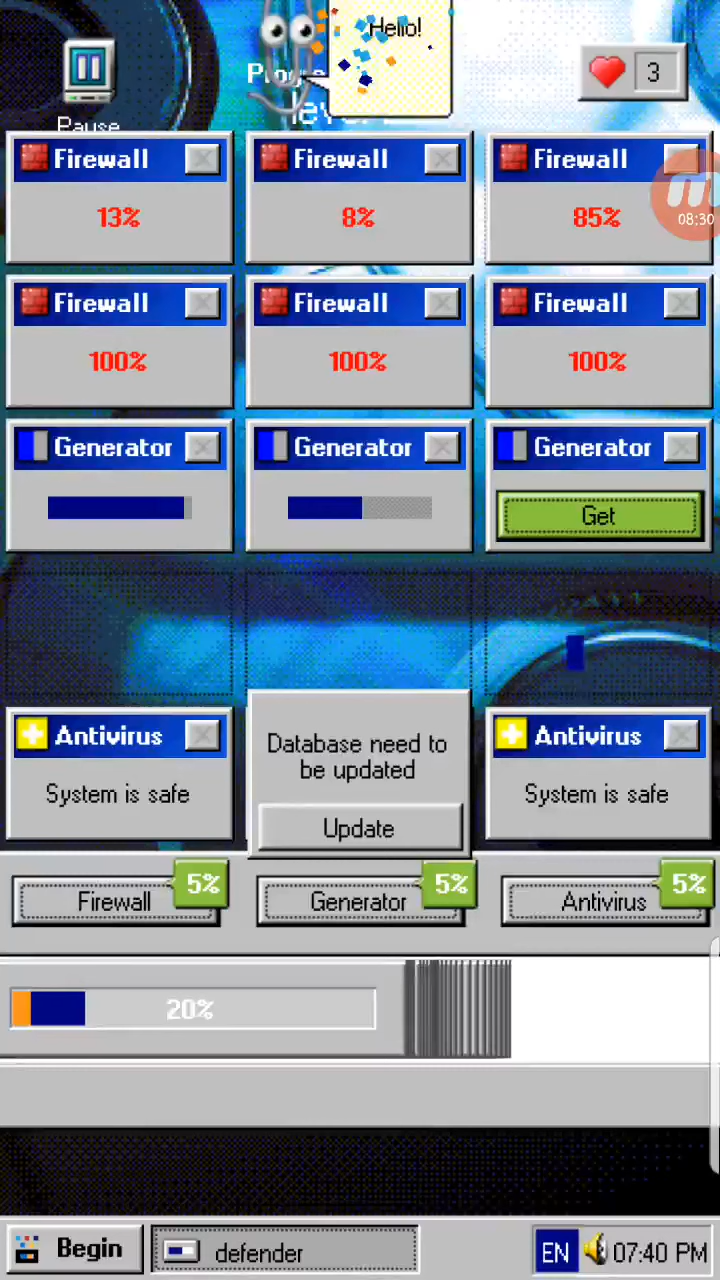 Hello!
3
Pause
Firewall
Firewall
Firewall
08:30
13%
8%
85%
Firewall
Firewall
Firewall
100%
100%
100%
Generator
Generator
Generator
Get
Antivirus
Database need to
be updated
Antivirus
System is safe
System is safe
Update
5%
5%
5%
Firewall
Generator
Antivirus
20%
Begin
defender
EN
07:40 PM